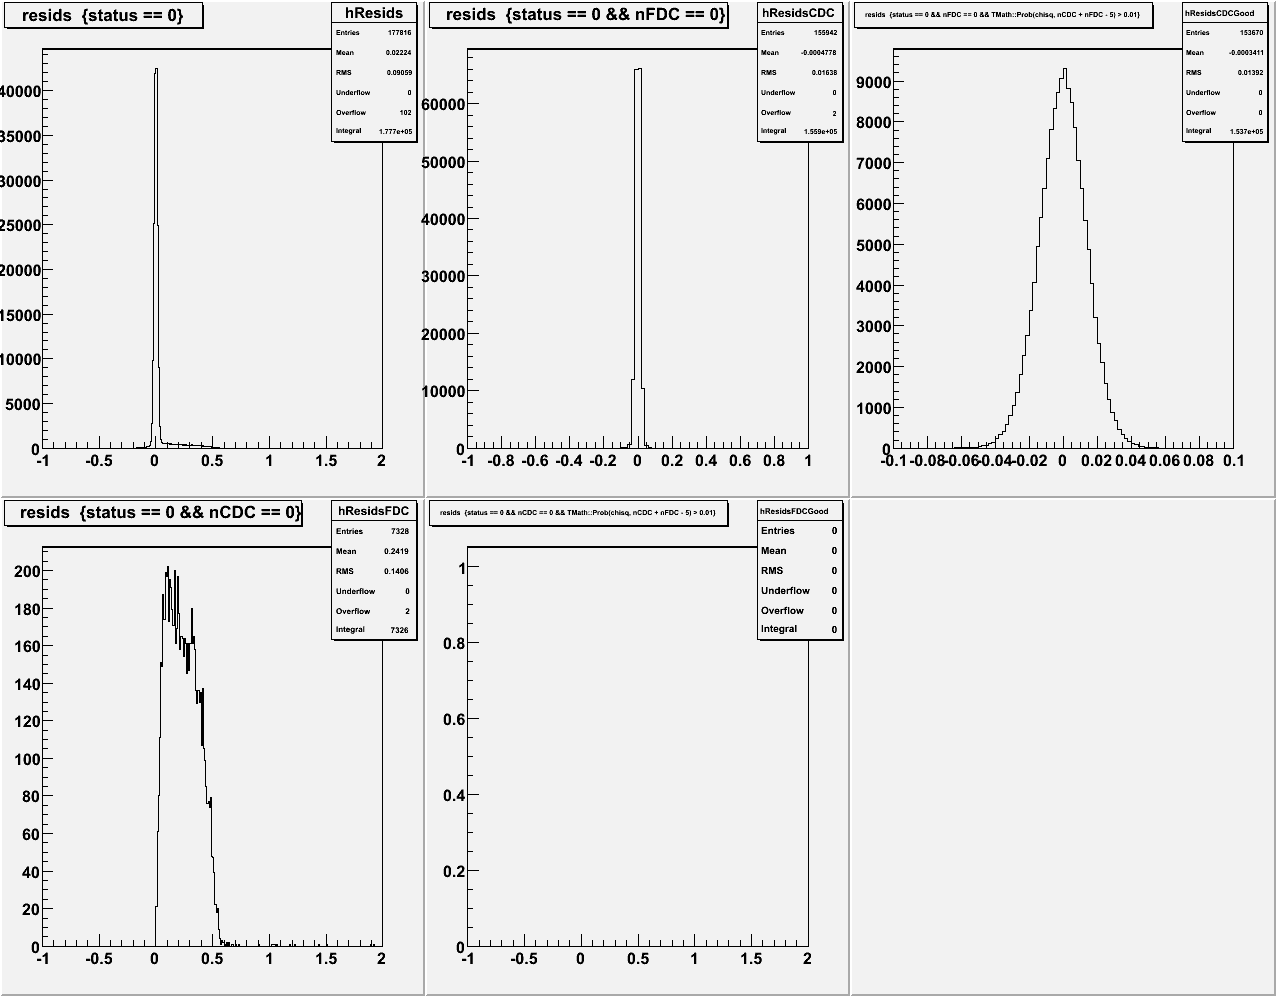 resids {status == 0}
hResids
Entries 177816
Mean 0.02224
RMS 0.09059
Underflow 0
Overflow 102
Integral 1.777e+05
40000
35000
30000
25000
20000
15000
10000
5000
0
-1 -0.5 0 0.5 1 1.5 2
resids {status == 0 && nFDC == 0}
hResidsCDC
Entries 155942
Mean -0.0004778
RMS 0.01638
Underflow 0
Overflow 2
Integral 1.559e+05
60000
50000
40000
30000
20000
10000
0
-1 -0.8 -0.6 -0.4 -0.2 0 0.2 0.4 0.6 0.8 1
resids {status == 0 && nFDC == 0 && TMath::Prob(chisq, nCDC + nFDC - 5) > 0.01}
hResidsCDCGood
Entries 153670
Mean -0.0003411
RMS 0.01392
Underflow 0
Overflow 0
Integral 1.537e+05
9000
8000
7000
6000
5000
4000
3000
2000
1000
0
-0.1 -0.08 -0.06 -0.04 -0.02 0 0.02 0.04 0.06 0.08 0.1
resids {status == 0 && nCDC == 0}
hResidsFDC
Entries 7328
Mean 0.2419
RMS 0.1406
Underflow 0
Overflow 2
Integral 7326
200
180
160
140
120
100
80
60
40
20
0
-1 -0.5 0 0.5 1 1.5 2
resids {status == 0 && nCDC == 0 && TMath::Prob(chisq, nCDC + nFDC - 5) > 0.01}
hResidsFDCGood
Entries 0
Mean 0
RMS 0
Underflow 0
Overflow 0
Integral 0
1
0.8
0.6
0.4
0.2
0
-1 -0.5 0 0.5 1 1.5 2